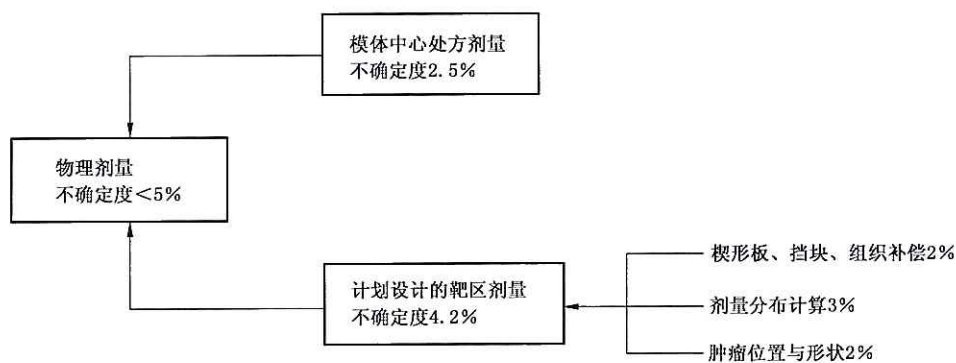 模体中心处方剂量
不确定度2.5%
物理剂量
不确定度<5%
计划设计的靶区剂量
不确定度4.2%
楔形板、挡块、组织补偿2%
剂量分布计算3%
肿瘤位置与形状2%